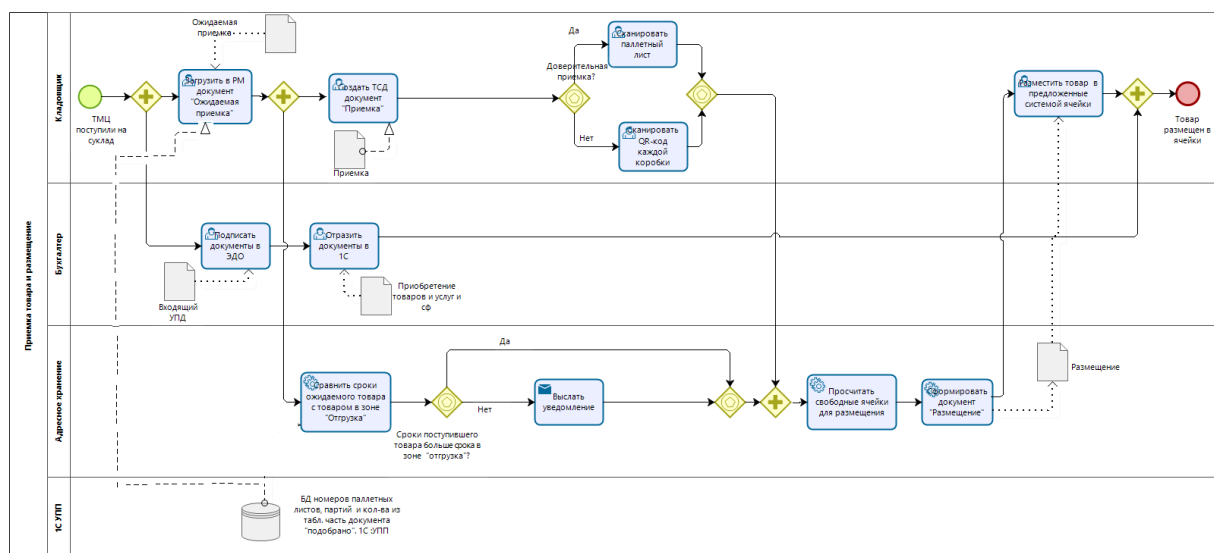 Приемка товара и размещение
Кладовщик
Ожидаемая
приемка
ТМЦ
поступили на
суклад
Загрузить в РМ
документ
"Ожидаемая
приемка"
Создать ТСД
документ
"Приемка"
Приемка
Доверительная
приемка?
Да
Нет
Сканировать
паллетный
лист
Сканировать
QR-код
каждой
коробки
Разместить товар в
предложеные
системой ячейки
Товар
размещен в
ячейки
Бухгалтер
Подписать
документы в
ЭДО
Входящий
УПД
Отразить
документы в
1С
Приобретение
товаров и услуг и
сф
Адресное хранение
Сравнить сроки
ожидаемого товара
с товаром в зоне
"Отгрузка"
Да
Нет
Сроки поступившего
товара больше срока в
зоне "отгрузка"?
Выслать
уведомление
Просчитать
свободные ячейки
для размещения
Сформировать
документ
"Размещение"
Размещение
1С УПП
БД номеров паллетных
листов, партий и кол-ва из
табл. часть документа
"подобрано". 1С :УПП